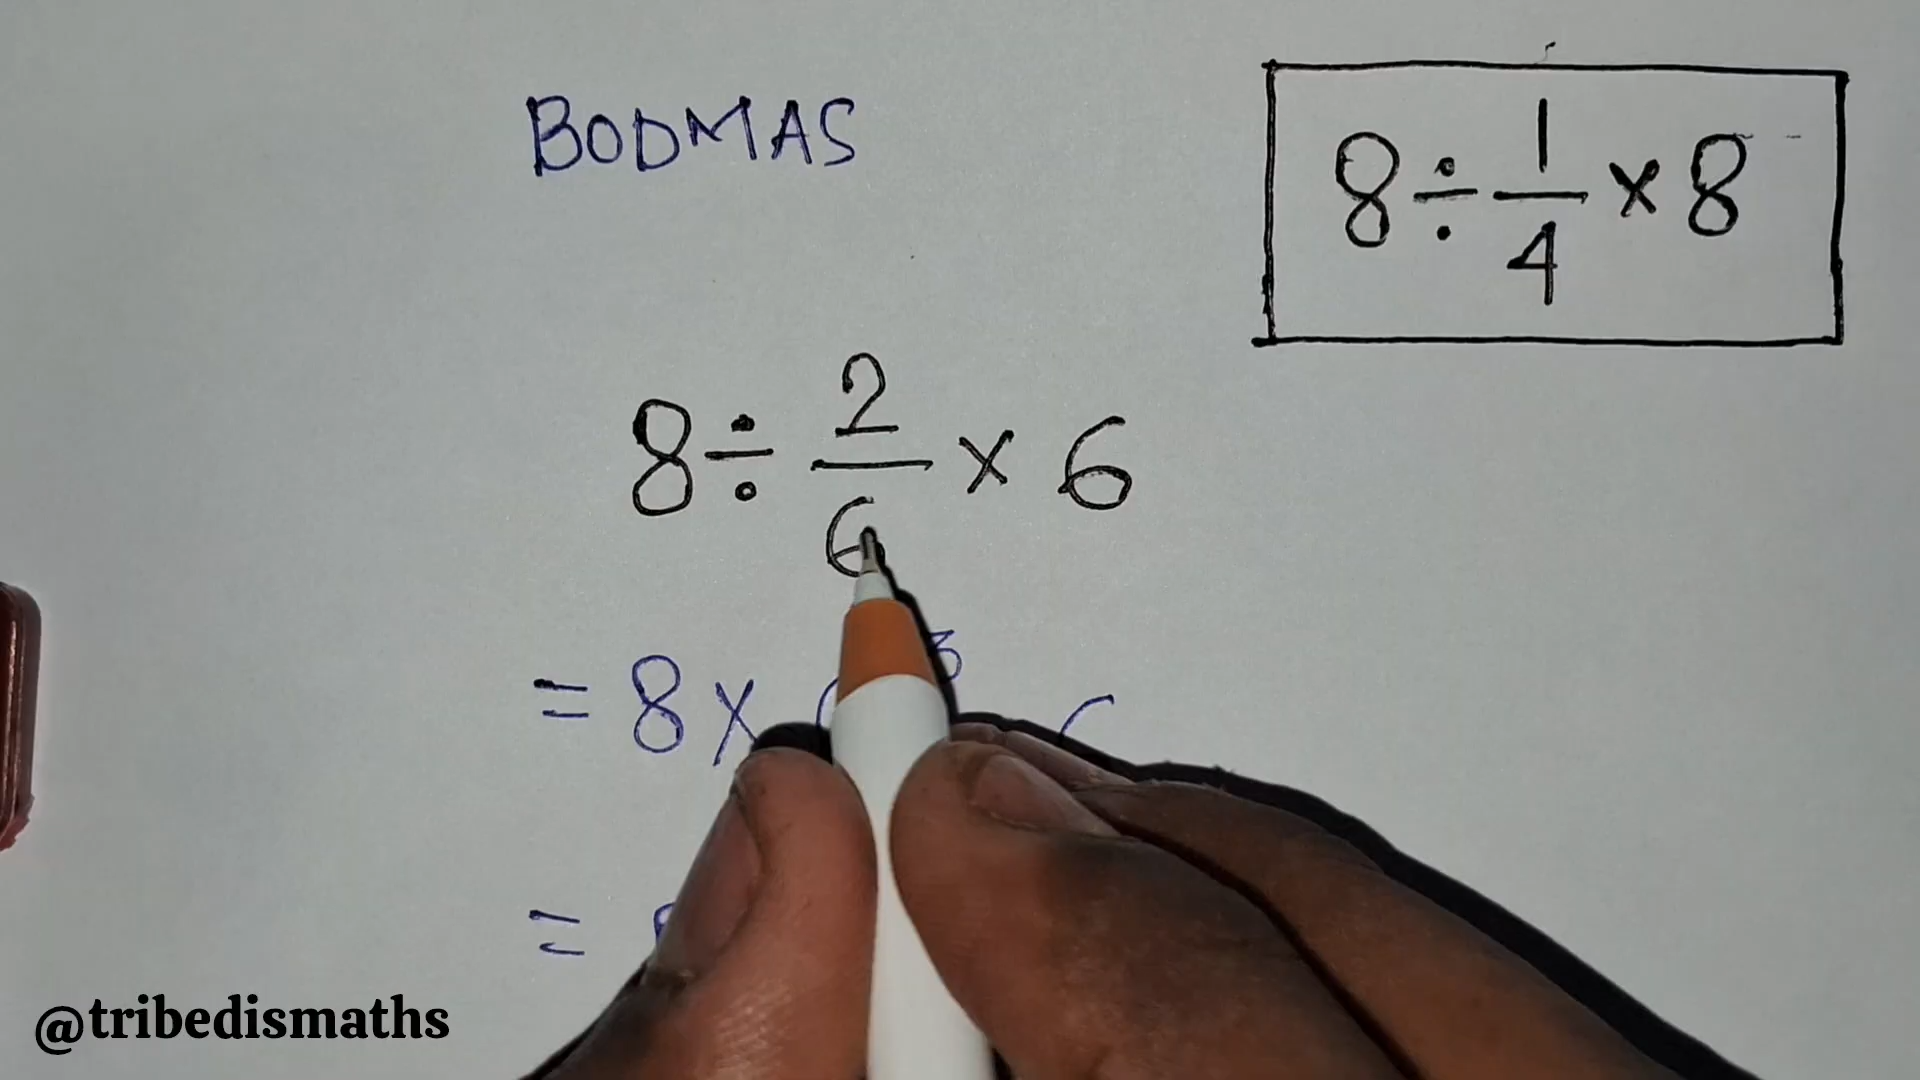 BODMAS
8 ÷ 1/4 × 8
8 ÷ 2/6 × 6
= 8 ×
=
@tribedismaths